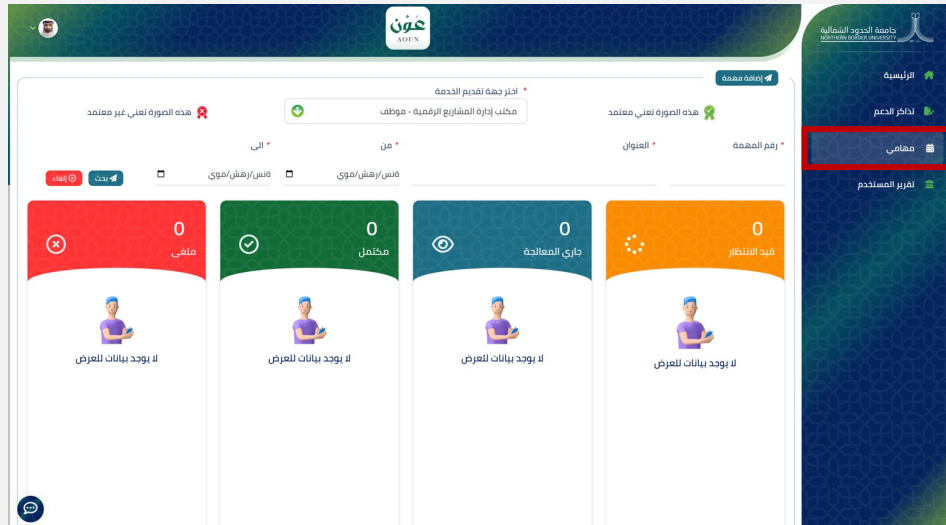 عَون
AOUN
جامعة الحدود الشمالية
NORTHERN BORDER UNIVERSITY
الرئيسية
تذاكر الدعم
مهامي
تقرير المستخدم
إضافة مهمة
* اختر جهة تقديم الخدمة
هذه الصورة تعني معتمد
مكتب إدارة المشاريع الرقمية - موظف
هذه الصورة تعني غير معتمد
* رقم المهمة
* العنوان
* من
* الى
ةنس/رهش/موي
ةنس/رهش/موي
بحث
إلغاء
0
قيد الانتظار
0
جاري المعالجة
0
مكتمل
0
ملغى
لا يوجد بيانات للعرض
لا يوجد بيانات للعرض
لا يوجد بيانات للعرض
لا يوجد بيانات للعرض